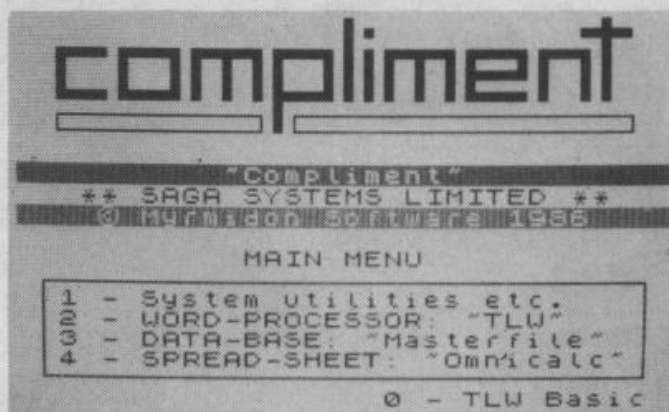 compliment
"Compliment"
** SAGA SYSTEMS LIMITED **
© Myrmidon Software 1986
MAIN MENU
1 - System utilities etc.
2 - WORD-PROCESSOR: "TLW"
3 - DATA-BASE: "Masterfile"
4 - SPREAD-SHEET: "Omnicalc"
0 - TLW Basic